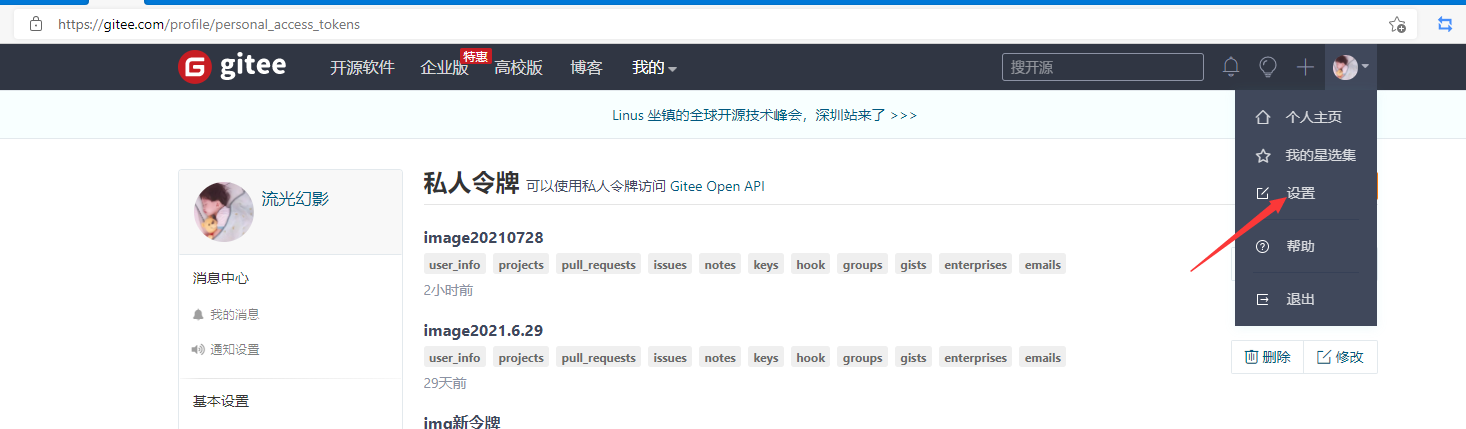 https://gitee.com/profile/personal_access_tokens
G gitee 开源软件 企业版 特惠 高校版 博客 我的 搜开源
Linus 坐镇的全球开源技术峰会，深圳站来了 >>>
个人主页
我的星选集
设置
帮助
退出
流光幻影
消息中心
我的消息
通知设置
基本设置
私人令牌 可以使用私人令牌访问 Gitee Open API
image20210728
user_info projects pull_requests issues notes keys hook groups gists enterprises emails
2小时前
image2021.6.29
user_info projects pull_requests issues notes keys hook groups gists enterprises emails
29天前
删除 修改
img新令牌